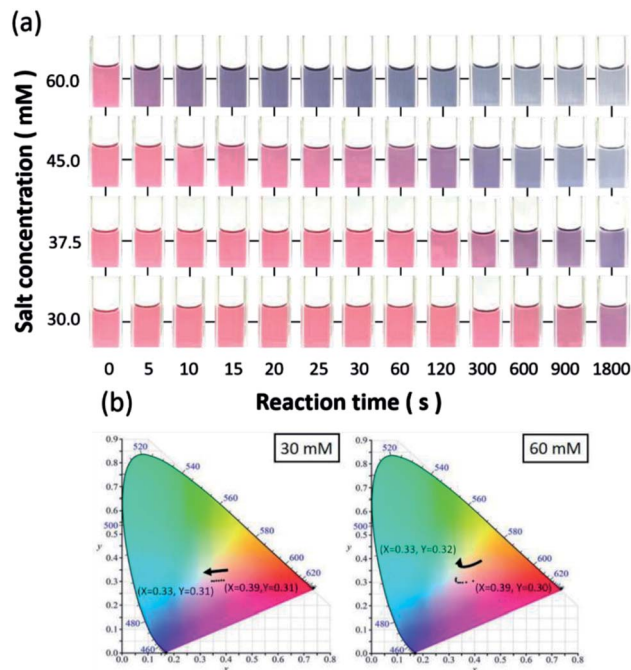 (a)
Salt concentration ( mM )
60.0
45.0
37.5
30.0
0 5 10 15 20 25 30 60 120 300 600 900 1800
Reaction time ( s )
(b)
30 mM
0.9
0.8
0.7
0.6
0.5
0.4
0.3
0.2
0.1
0.0
y
520
540
560
500
580
600
620
480
460
(X=0.33, Y=0.31)
(X=0.39,Y=0.31)
0.0 0.1 0.2 0.3 0.4 0.5 0.6 0.7 0.8
x
60 mM
0.9
0.8
0.7
0.6
0.5
0.4
0.3
0.2
0.1
0.0
y
520
540
560
500
580
600
620
480
460
(X=0.33, Y=0.32)
(X=0.39, Y=0.30)
0.0 0.1 0.2 0.3 0.4 0.5 0.6 0.7 0.8
x